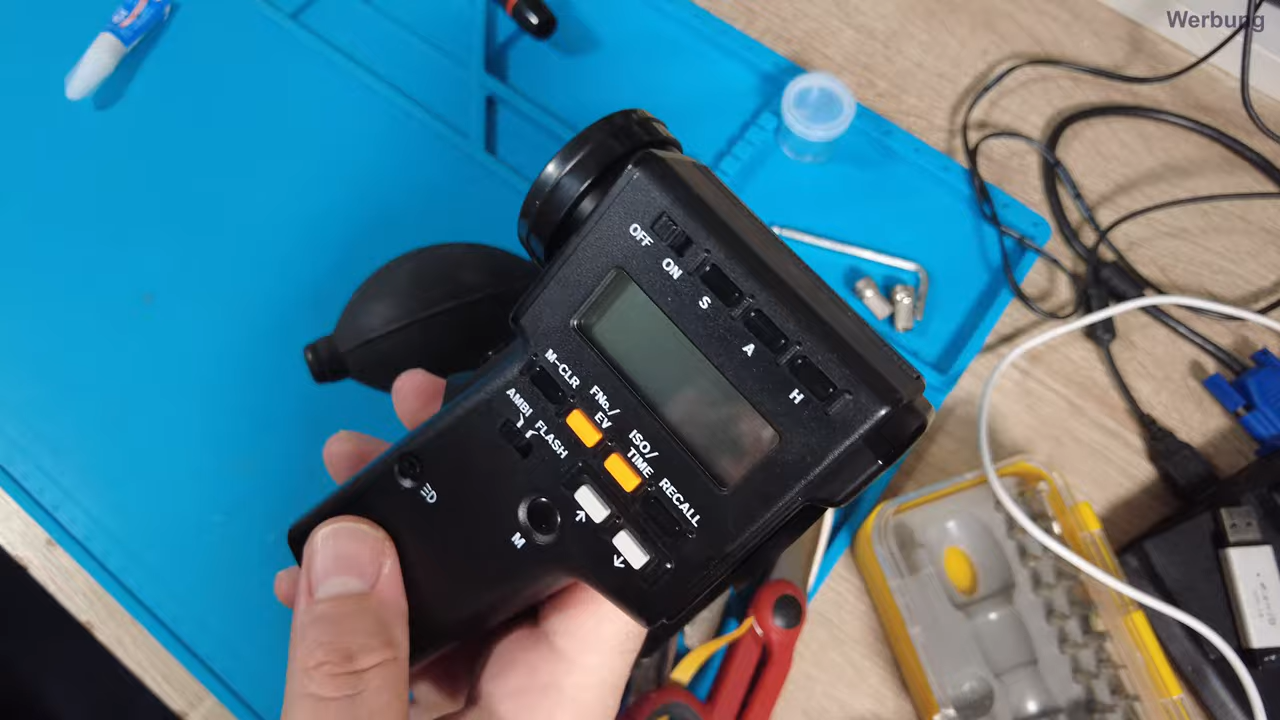 Werbung
OFF
ON
S
A
H
M-CLR
FNo./
EV
ISO/
TIME
RECALL
AMBI
FLASH
M
↑
↓